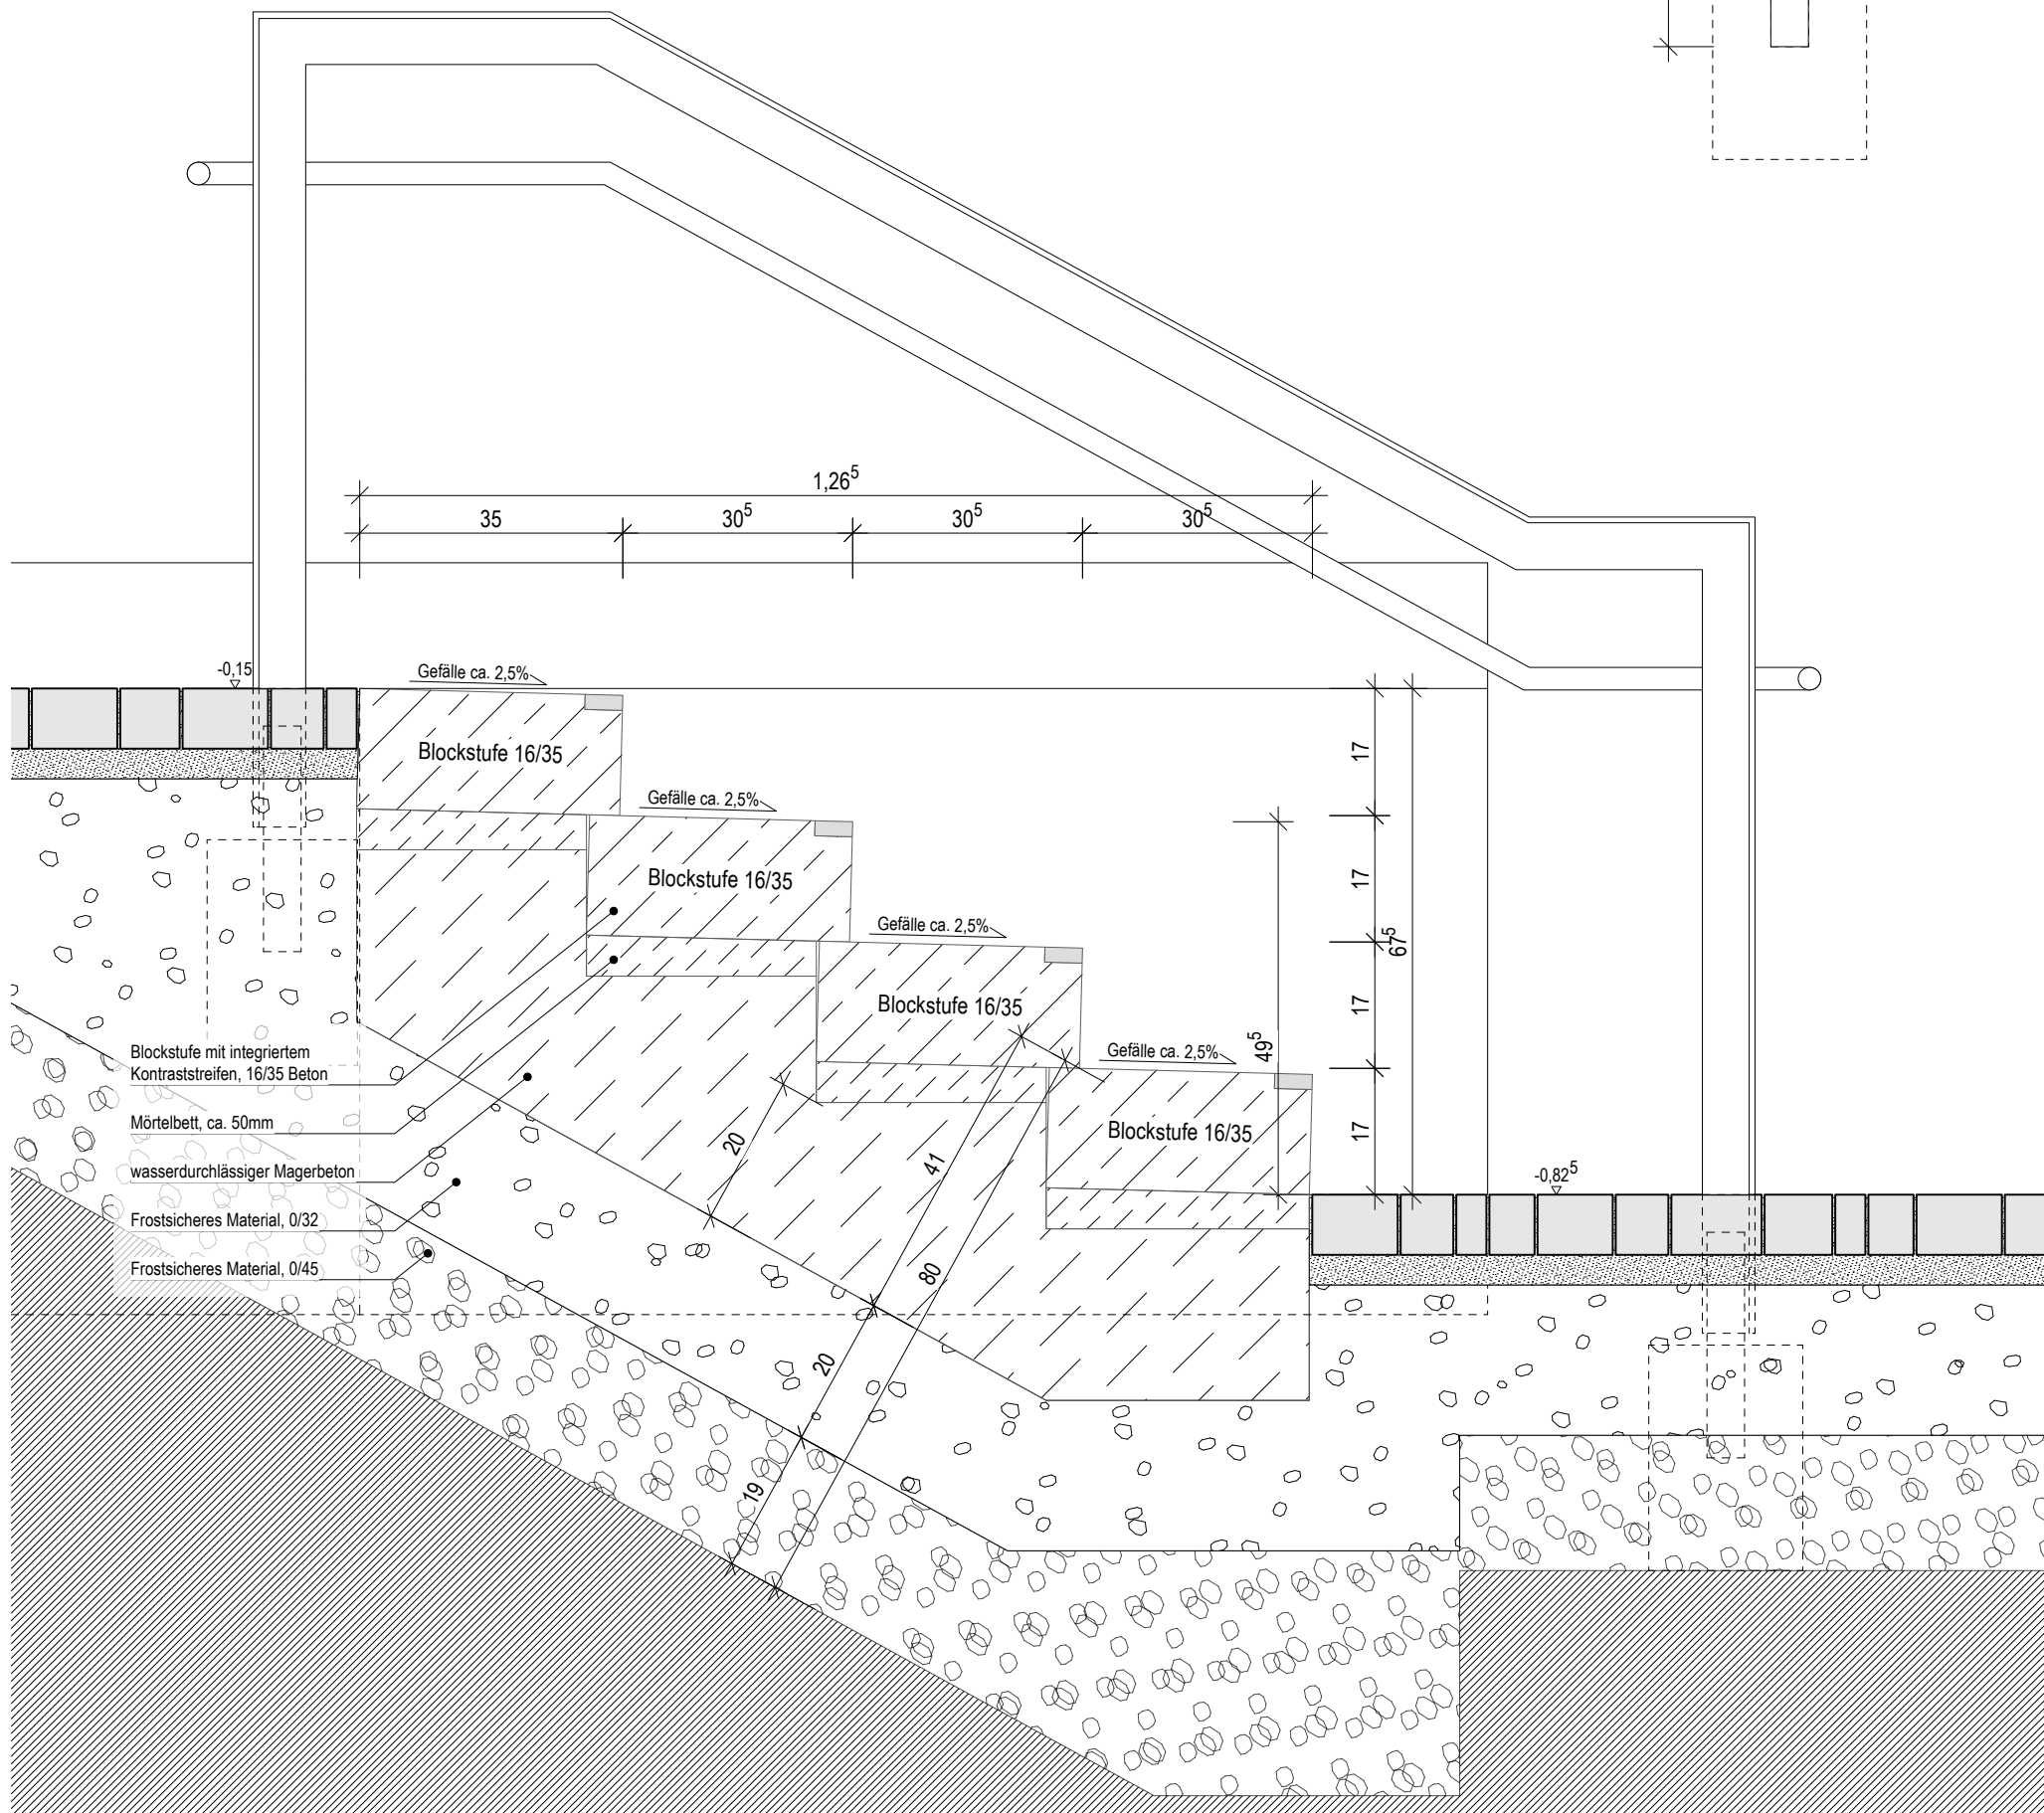 1,26⁵
35
30⁵
30⁵
30⁵
-0,15
Gefälle ca. 2,5%
Blockstufe 16/35
17
Gefälle ca. 2,5%
Blockstufe 16/35
17
Gefälle ca. 2,5%
67⁵
Blockstufe 16/35
17
49⁵
Gefälle ca. 2,5%
Blockstufe 16/35
17
-0,82⁵
Blockstufe mit integriertem
Kontraststreifen, 16/35 Beton
Mörtelbett, ca. 50mm
wasserdurchlässiger Magerbeton
Frostsicheres Material, 0/32
Frostsicheres Material, 0/45
20
41
80
20
19